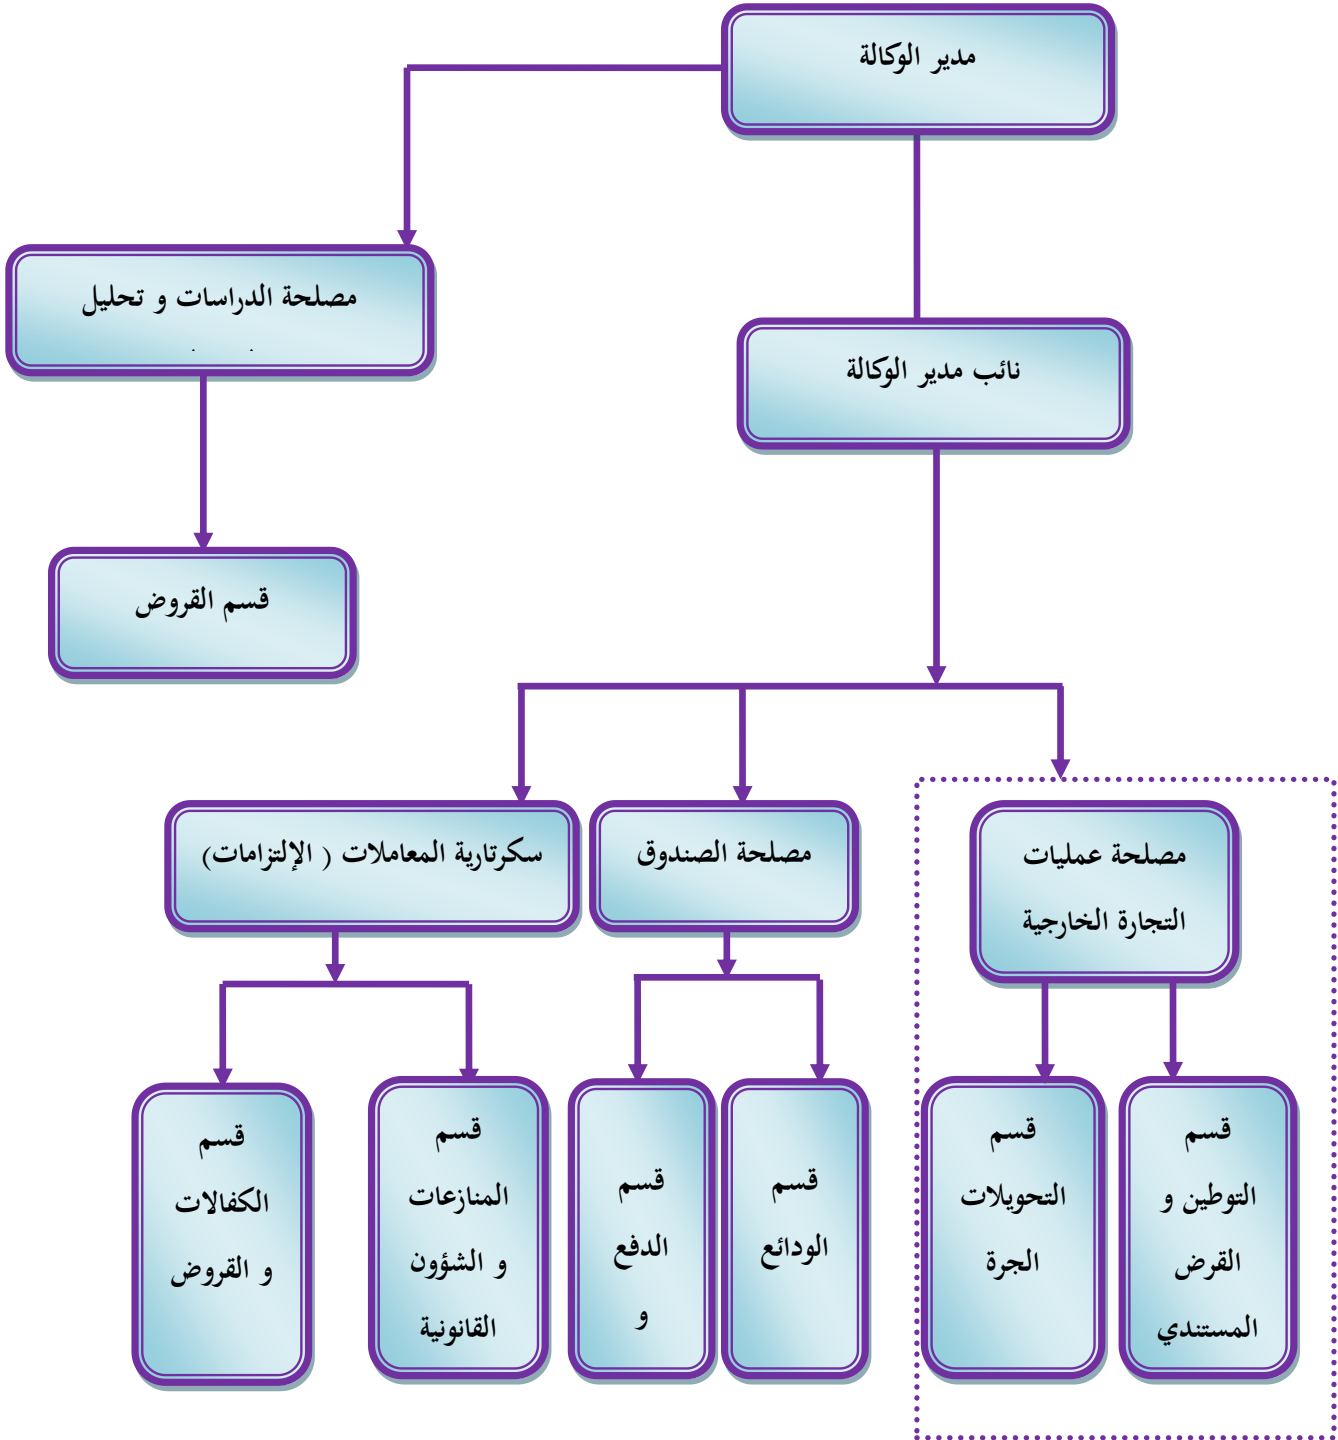 مدير الوكالة
مصلحة الدراسات و تحليل
نائب مدير الوكالة
قسم القروض
مصلحة عمليات
التجارة الخارجية
مصلحة الصندوق
سكرتارية المعاملات ( الإلتزامات)
قسم
التوطين و
القرض
المستندي
قسم
التحويلات
الجرة
قسم
الودائع
قسم
الدفع
و
قسم
المنازعات
و الشؤون
القانونية
قسم
الكفالات
و القروض